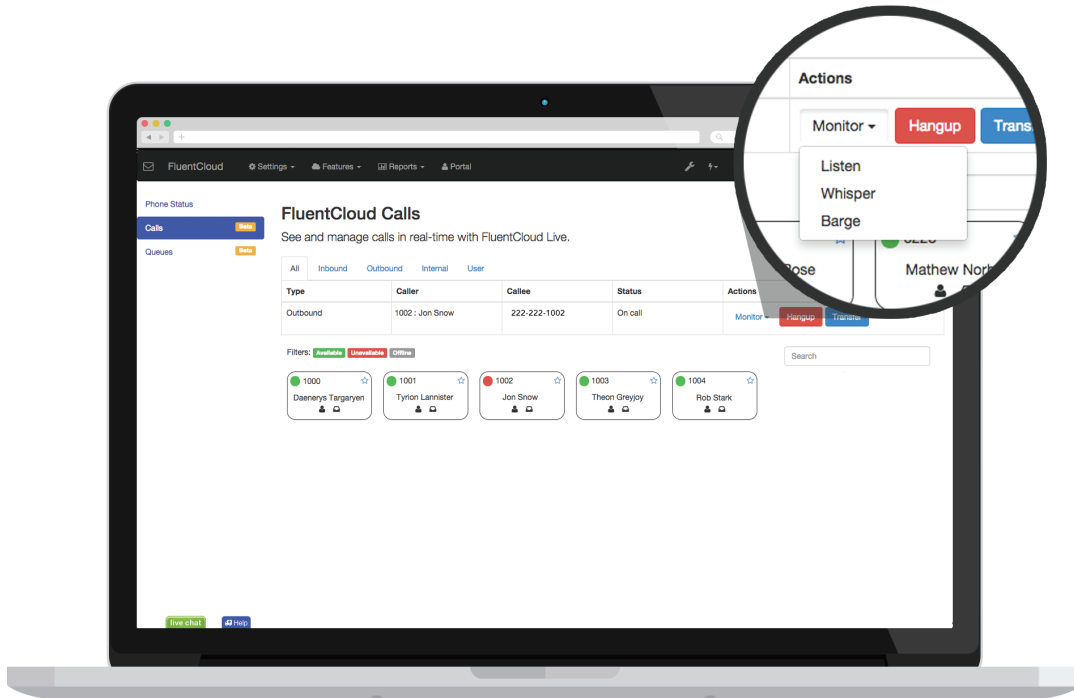 FluentCloud Settings Features Reports Portal
Phone Status
Calls Beta
Queues Beta
FluentCloud Calls
See and manage calls in real-time with FluentCloud Live.
All Inbound Outbound Internal User
Type Caller Callee Status Actions
Outbound 1002 : Jon Snow 222-222-1002 On call Monitor Hangup Transfer
Filters: Available Unavailable Offline
Search
1000 1001 1002 1003 1004
Daenerys Targaryen Tyrion Lannister Jon Snow Theon Greyjoy Rob Stark
live chat Help
Actions
Monitor Hangup Trans
Listen
Whisper
Barge
Mathew Norb